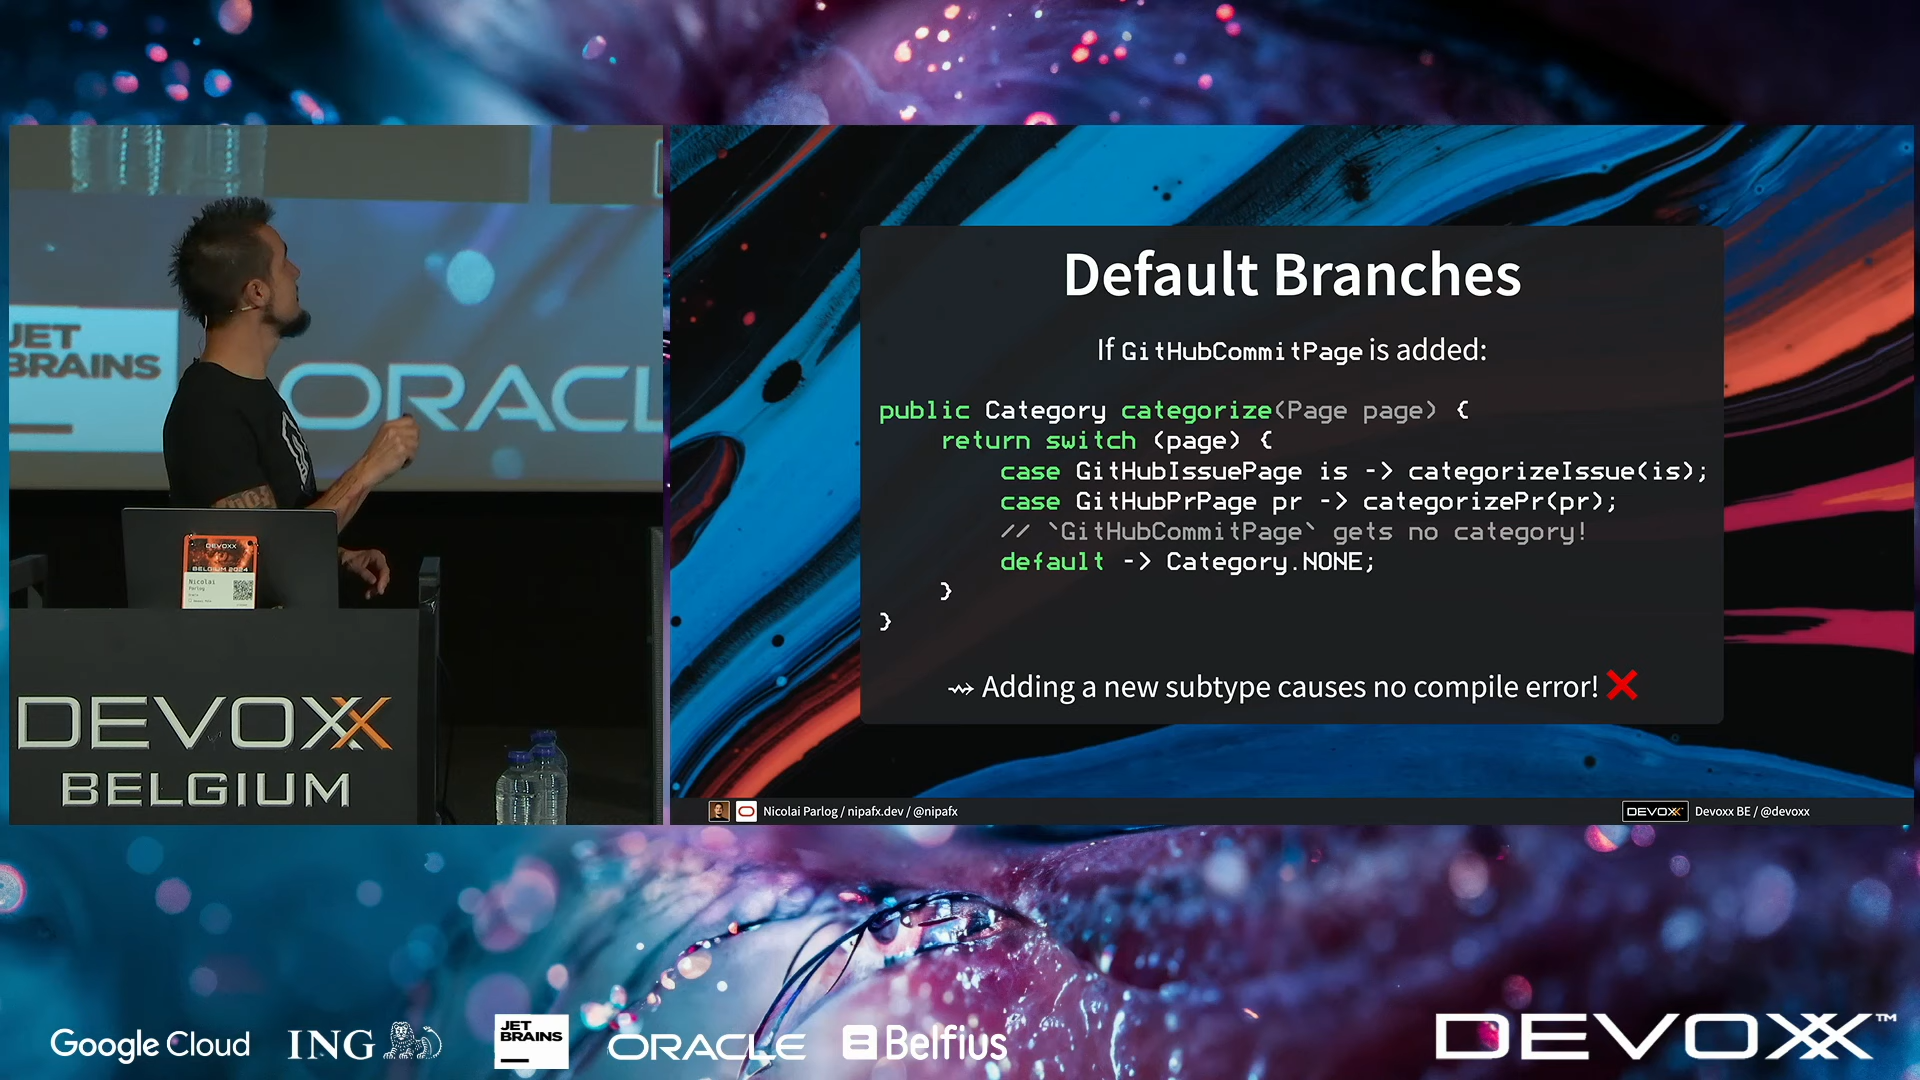 JET
BRAINS
ORACL
DEVOXX
BELGIUM 2024
Nicolai
Parlog
DEVOXX
BELGIUM
Default Branches
If GitHubCommitPage is added:
public Category categorize(Page page) {
return switch (page) {
case GitHubIssuePage is -> categorizeIssue(is);
case GitHubPrPage pr -> categorizePr(pr);
// `GitHubCommitPage` gets no category!
default -> Category.NONE;
}
}
⇝ Adding a new subtype causes no compile error! ❌
Nicolai Parlog / nipafx.dev / @nipafx
DEVOXX
Devoxx BE / @devoxx
Google Cloud
ING
JET
BRAINS
ORACLE
Belfius
DEVOXX™